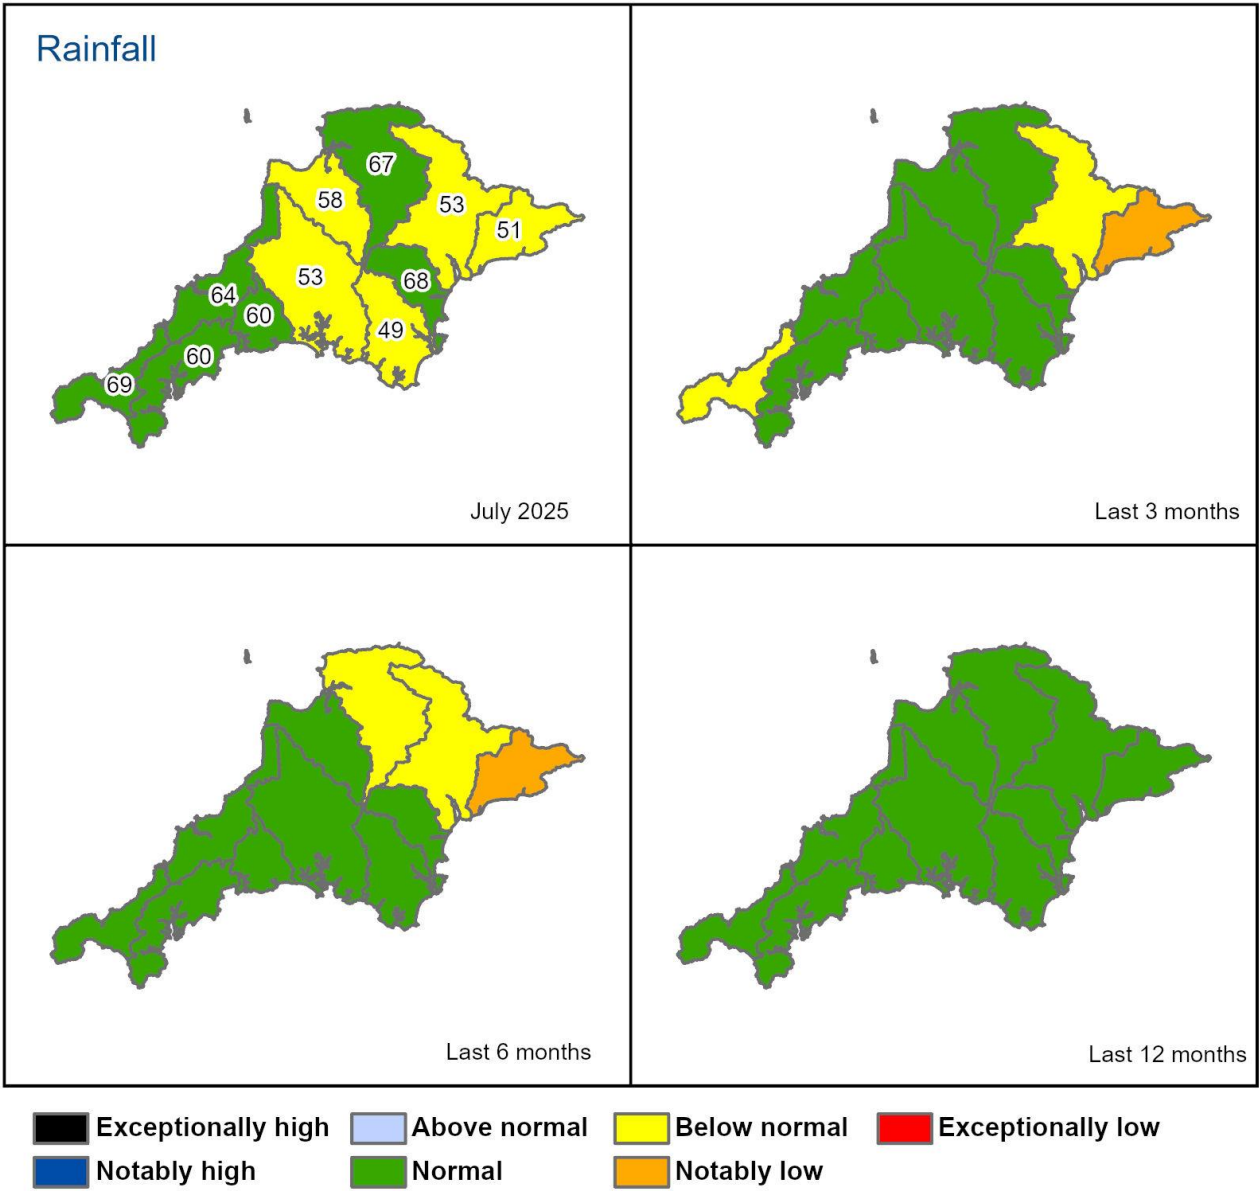 Rainfall
67
58
53
51
53
68
64
60
49
60
69
July 2025
Last 3 months
Last 6 months
Last 12 months
Exceptionally high
Above normal
Below normal
Exceptionally low
Notably high
Normal
Notably low